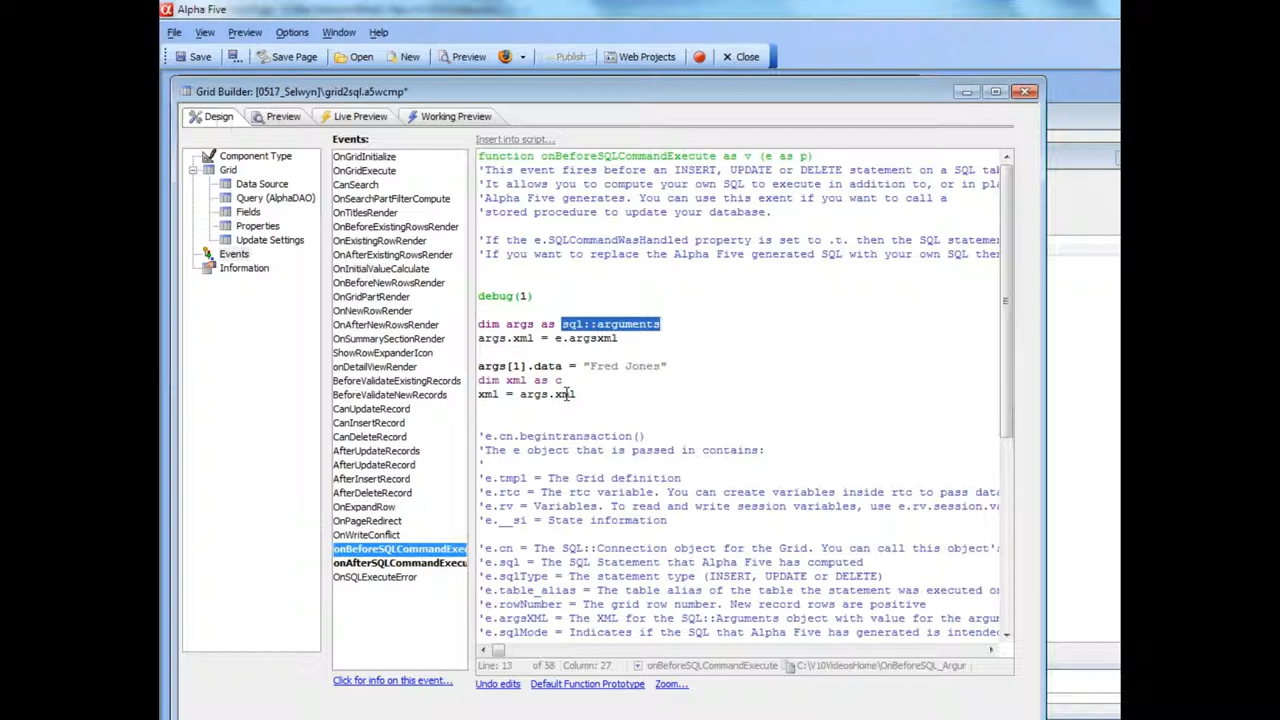 Alpha Five
File View Preview Options Window Help
Save Save Page Open New Preview Publish Web Projects Close
Grid Builder: [0517_Selwyn]\grid2sql.a5wcmp*
Design Preview Live Preview Working Preview
Component Type
Grid
Data Source
Query (AlphaDAO)
Fields
Properties
Update Settings
Events
Information
Events:
OnGridInitialize
OnGridExecute
CanSearch
OnSearchPartFilterCompute
OnTitlesRender
OnBeforeExistingRowsRender
OnExistingRowRender
OnAfterExistingRowsRender
OnInitialValueCalculate
OnBeforeNewRowsRender
OnGridPartRender
OnNewRowRender
OnAfterNewRowsRender
OnSummarySectionRender
ShowRowExpanderIcon
onDetailViewRender
BeforeValidateExistingRecords
BeforeValidateNewRecords
CanUpdateRecord
CanInsertRecord
CanDeleteRecord
AfterUpdateRecords
AfterUpdateRecord
AfterInsertRecord
AfterDeleteRecord
OnExpandRow
OnPageRedirect
OnWriteConflict
onBeforeSQLCommandExec
onAfterSQLCommandExecu
OnSQLExecuteError
Click for info on this event...
Insert into script...
function onBeforeSQLCommandExecute as v (e as p)
'This event fires before an INSERT, UPDATE or DELETE statement on a SQL tab
'It allows you to compute your own SQL to execute in addition to, or in pla
'Alpha Five generates. You can use this exent if you want to call a
'stored procedure to update your database.
'If the e.SQLCommandWasHandled property is set to .t. then the SQL stateme
'If you want to replace the Alpha Five generated SQL with your own SQL then
debug(1)
dim args as sql::arguments
args.xml = e.argsxml
args[1].data = "Fred Jones"
dim xml as c
xml = args.xml
'e.cn.begintransaction()
'The e object that is passed in contains:
'
'e.tmpl = The Grid definition
'e.rtc = The rtc variable. You can create variables inside rtc to pass data
'e.rv = Variables. To read and write session variables, use e.rv.session.va
'e.__si = State information
'e.cn = The SQL::Connection object for the Grid. You can call this object's
'e.sql = The SQL Statement that Alpha Five has computed
'e.sqlType = The statement type (INSERT, UPDATE or DELETE)
'e.table_alias = The table alias of the table the statement was executed on
'e.rowNumber = The grid row number. New record rows are positive
'e.argsXML = The XML for the SQL::Arguments object with value for the argum
'e.sqlMode = Indicates if the SQL that Alpha Five has generated is intended
Line: 13 of 58 Column: 27 onBeforeSQLCommandExecute C:\V10VideosHome\OnBeforeSQL_Argur
Undo edits Default Function Prototype Zoom...